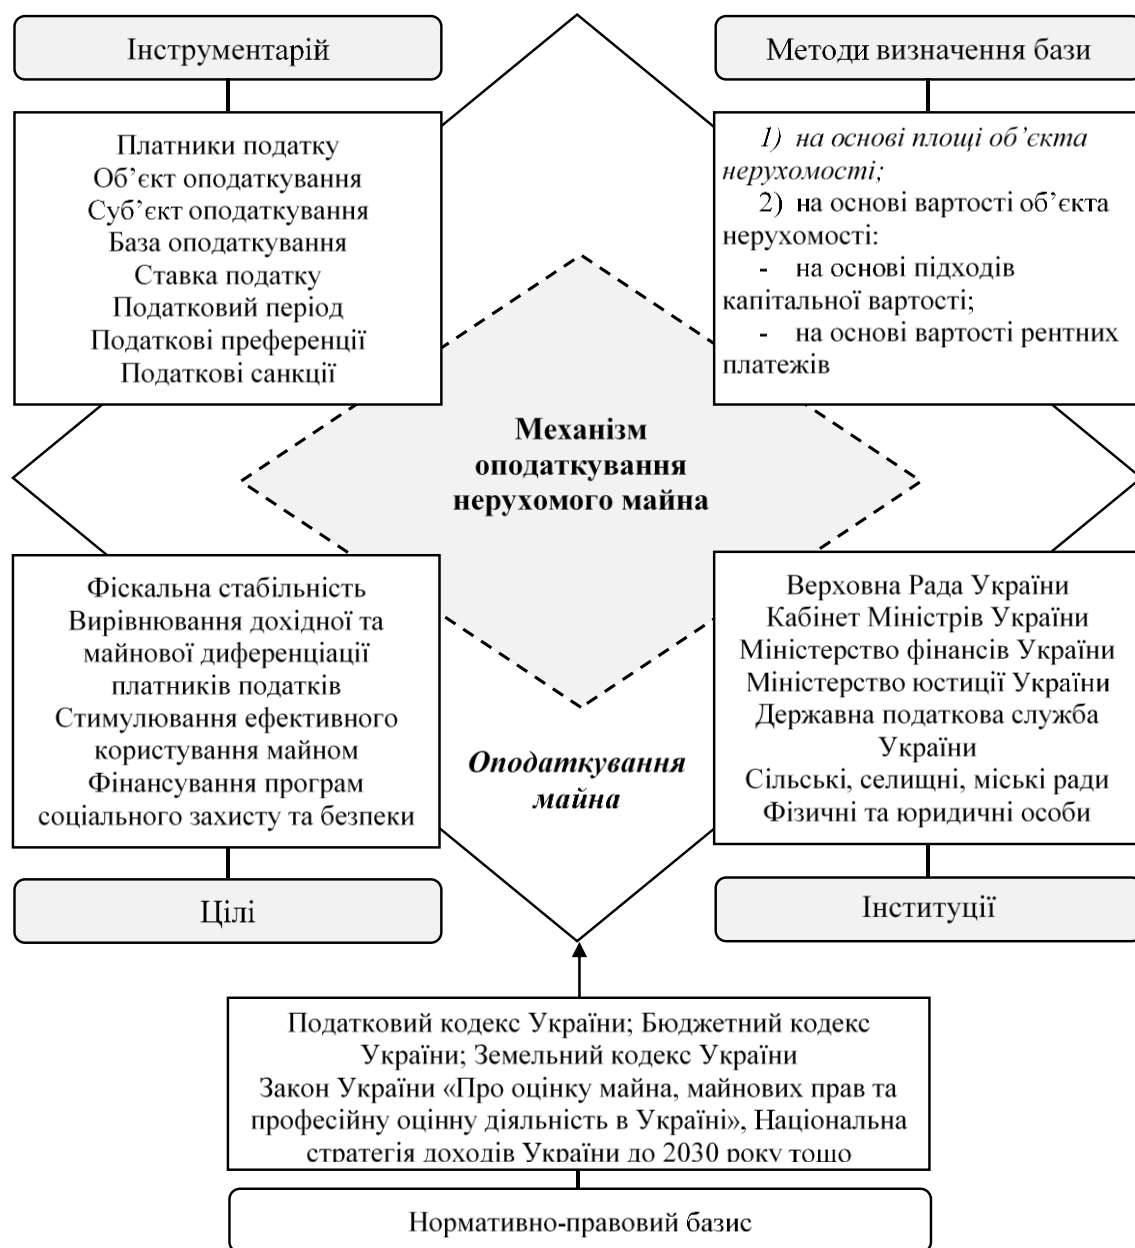 Інструментарій
Платники податку
Об’єкт оподаткування
Суб’єкт оподаткування
База оподаткування
Ставка податку
Податковий період
Податкові преференції
Податкові санкції
Методи визначення бази
1) на основі площі об’єкта
нерухомості;
2) на основі вартості об’єкта
нерухомості:
- на основі підходів
капітальної вартості;
- на основі вартості рентних
платежів
Механізм
оподаткування
нерухомого майна
Фіскальна стабільність
Вирівнювання дохідної та
майнової диференціації
платників податків
Стимулювання ефективного
користування майном
Фінансування програм
соціального захисту та безпеки
Цілі
Оподаткування
майна
Верховна Рада України
Кабінет Міністрів України
Міністерство фінансів України
Міністерство юстиції України
Державна податкова служба
України
Сільські, селищні, міські ради
Фізичні та юридичні особи
Інституції
Податковий кодекс України; Бюджетний кодекс
України; Земельний кодекс України
Закон України «Про оцінку майна, майнових прав та
професійну оцінну діяльність в Україні», Національна
стратегія доходів України до 2030 року тощо
Нормативно-правовий базис